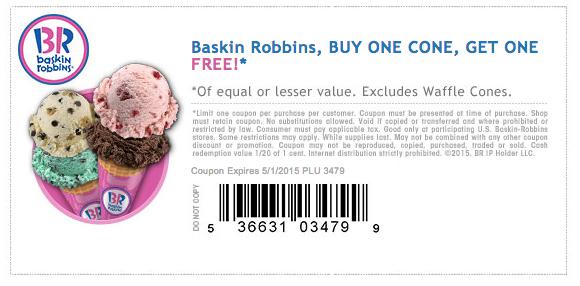 BR
baskin
robbins®
Baskin Robbins, BUY ONE CONE, GET ONE
FREE!*
*Of equal or lesser value. Excludes Waffle Cones.
*Limit one coupon per purchase per customer. Coupon must be presented at time of purchase. Shop
must retain coupon. No substitutions allowed. Void if copied or transferred and where prohibited or
restricted by law. Consumer must pay applicable tax. Good only at participating U.S. Baskin-Robbins
stores. Some restrictions may apply. While supplies last. May not be combined with any other coupon
discount or promotion. Coupon may not be reproduced, copied, purchased, traded or sold. Cash
redemption value 1/20 of 1 cent. Internet distribution strictly prohibited. ©2015. BR IP Holder LLC.
Coupon Expires 5/1/2015 PLU 3479
DO NOT COPY
5 36631 03479 9
BR
baskin
robbins
BR